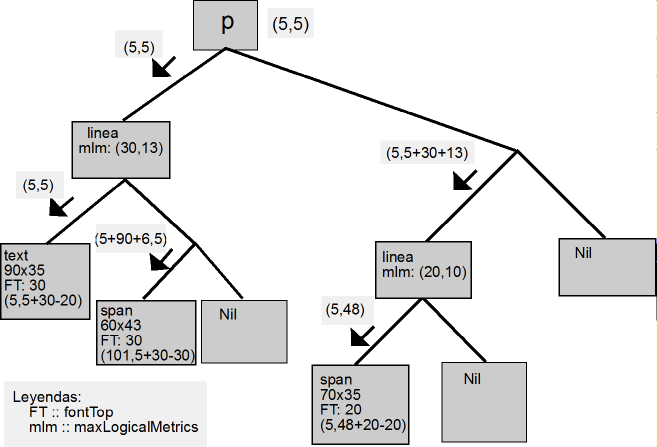 p
(5,5)
(5,5)
linea
mlm: (30,13)
(5,5+30+13)
(5,5)
(5+90+6,5)
text
90x35
FT: 30
(5,5+30-20)
linea
mlm: (20,10)
Nil
span
60x43
FT: 30
(101,5+30-30)
Nil
(5,48)
span
70x35
FT: 20
(5,48+20-20)
Nil
Leyendas:
FT :: fontTop
mlm :: maxLogicalMetrics